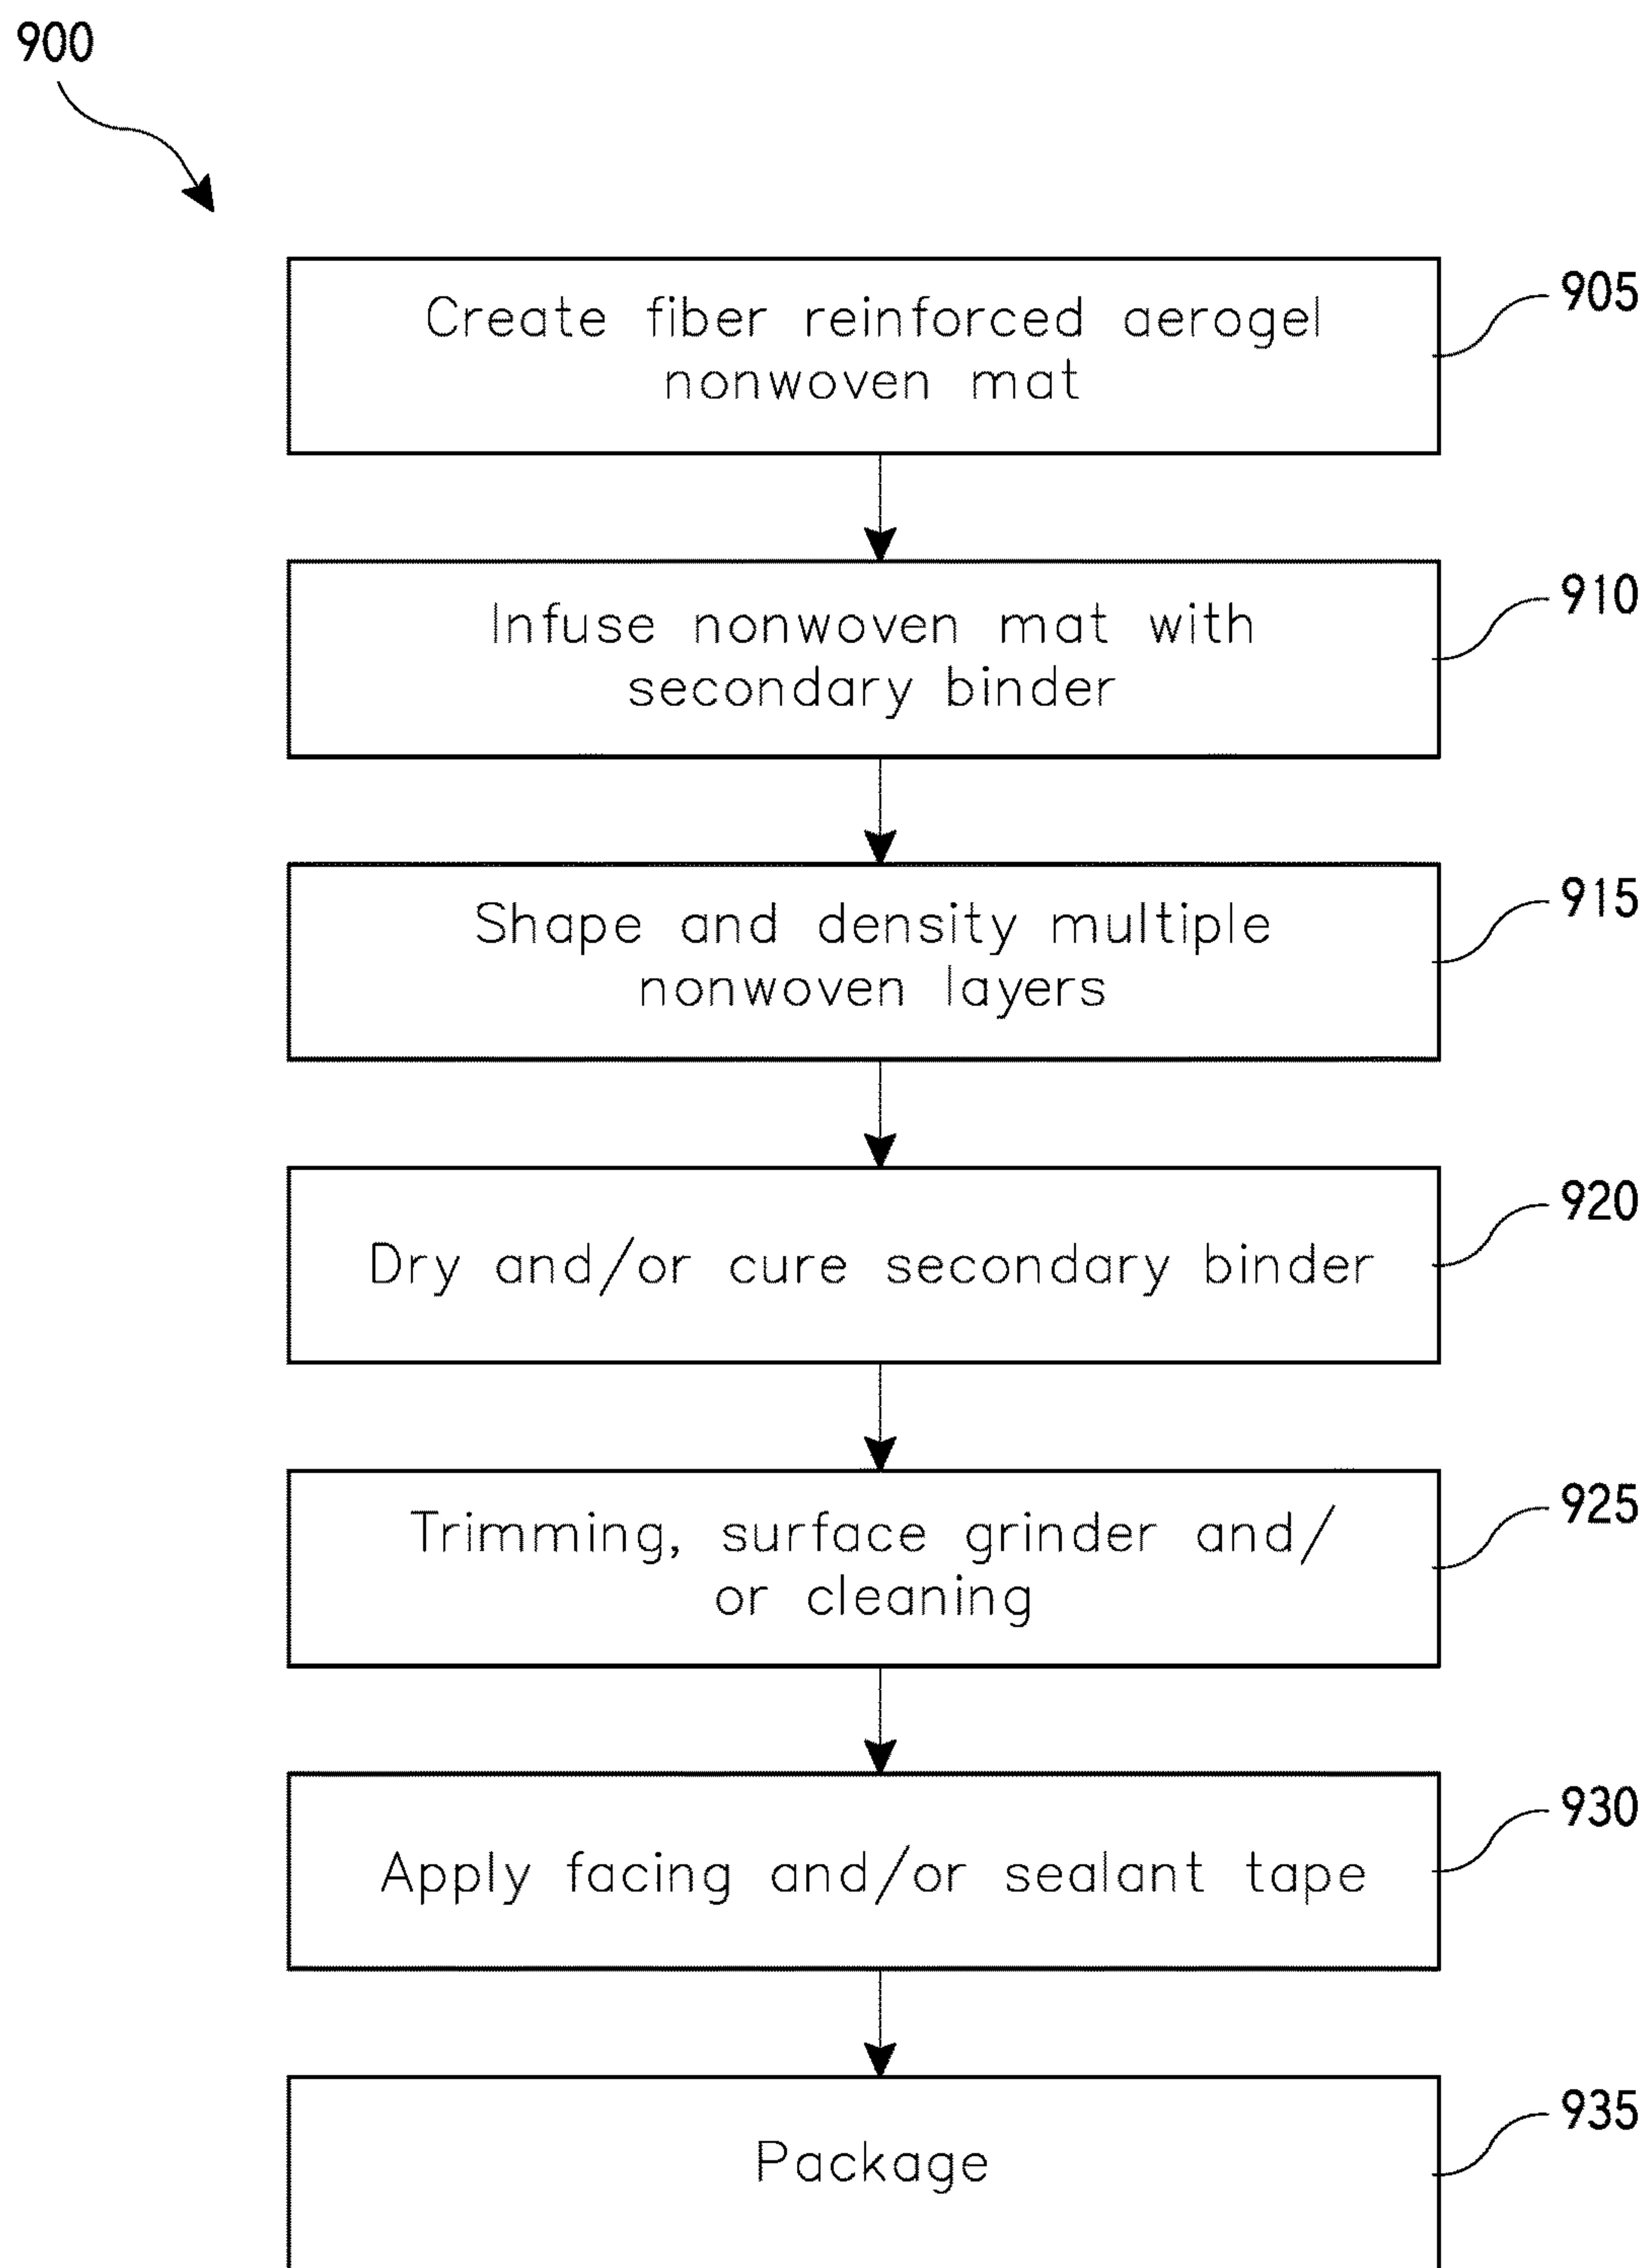 900
Create fiber reinforced aerogel
nonwoven mat
905
Infuse nonwoven mat with
secondary binder
910
Shape and density multiple
nonwoven layers
915
Dry and/or cure secondary binder
920
Trimming, surface grinder and/
or cleaning
925
Apply facing and/or sealant tape
930
Package
935